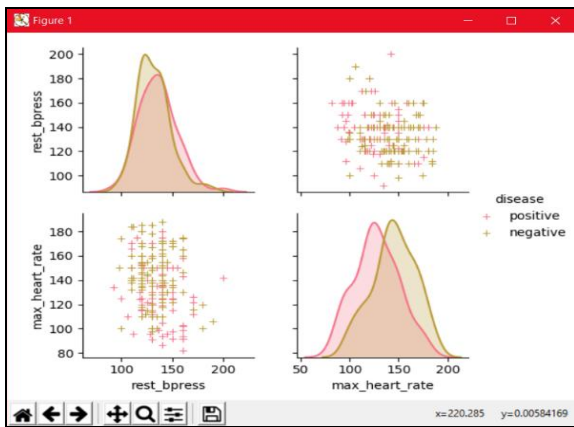 Figure 1
200
180
160
140
120
100
rest_bpress
disease
positive
negative
180
160
140
120
100
80
max_heart_rate
100
150
200
rest_bpress
50
100
150
200
max_heart_rate
x=220.285 y=0.00584169